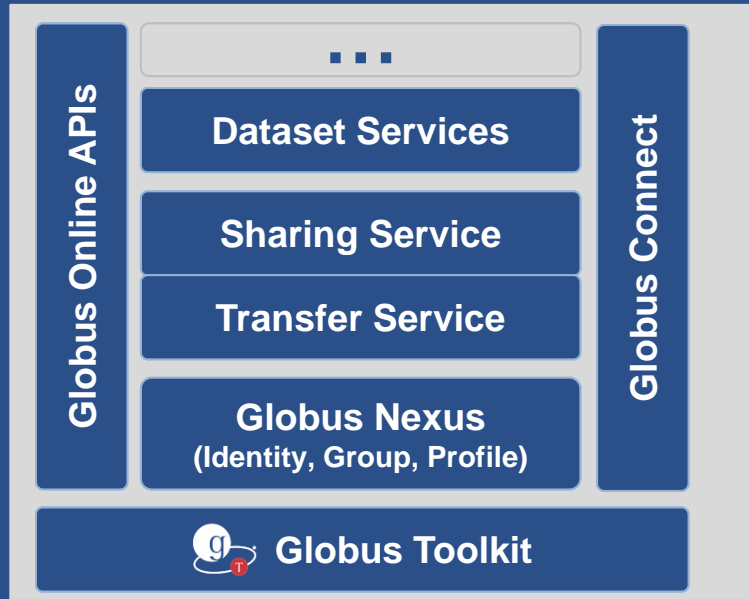 Globus Online APIs
...
Dataset Services
Sharing Service
Transfer Service
Globus Nexus
(Identity, Group, Profile)
Globus Connect
g
T
Globus Toolkit